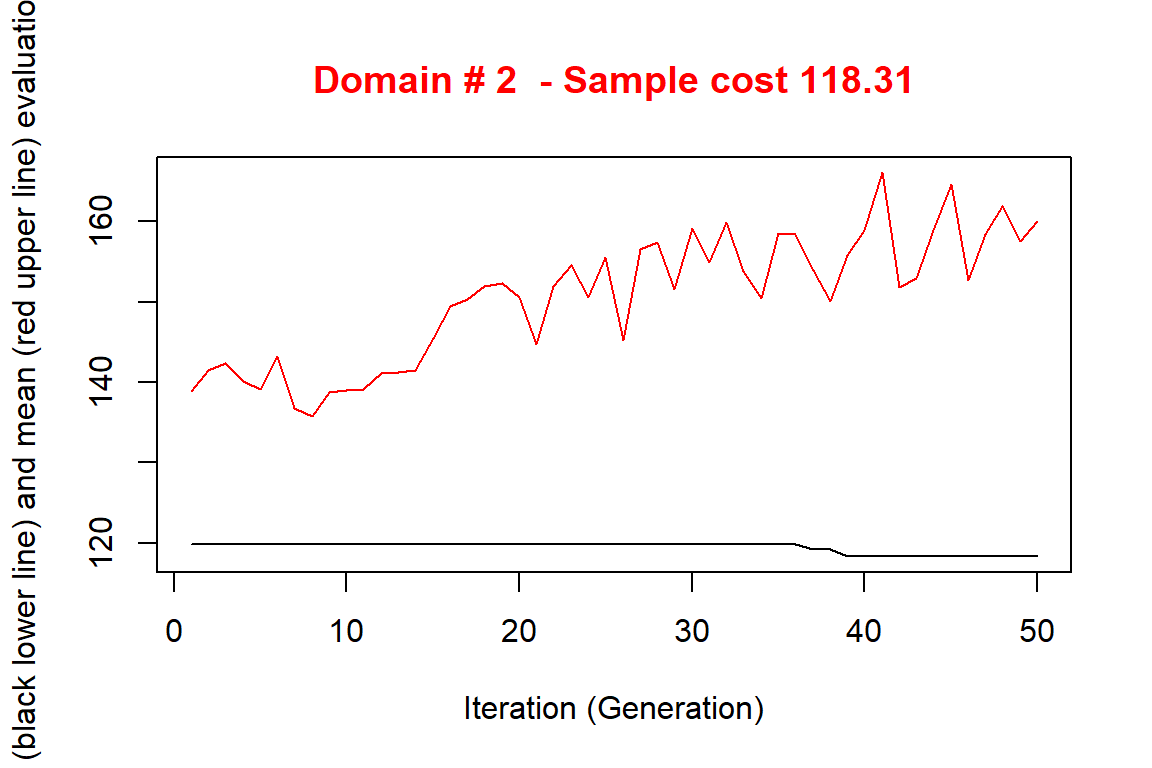 Domain # 2  - Sample cost 118.31
(black lower line) and mean (red upper line) evaluatio
160
140
120
0 10 20 30 40 50
Iteration (Generation)